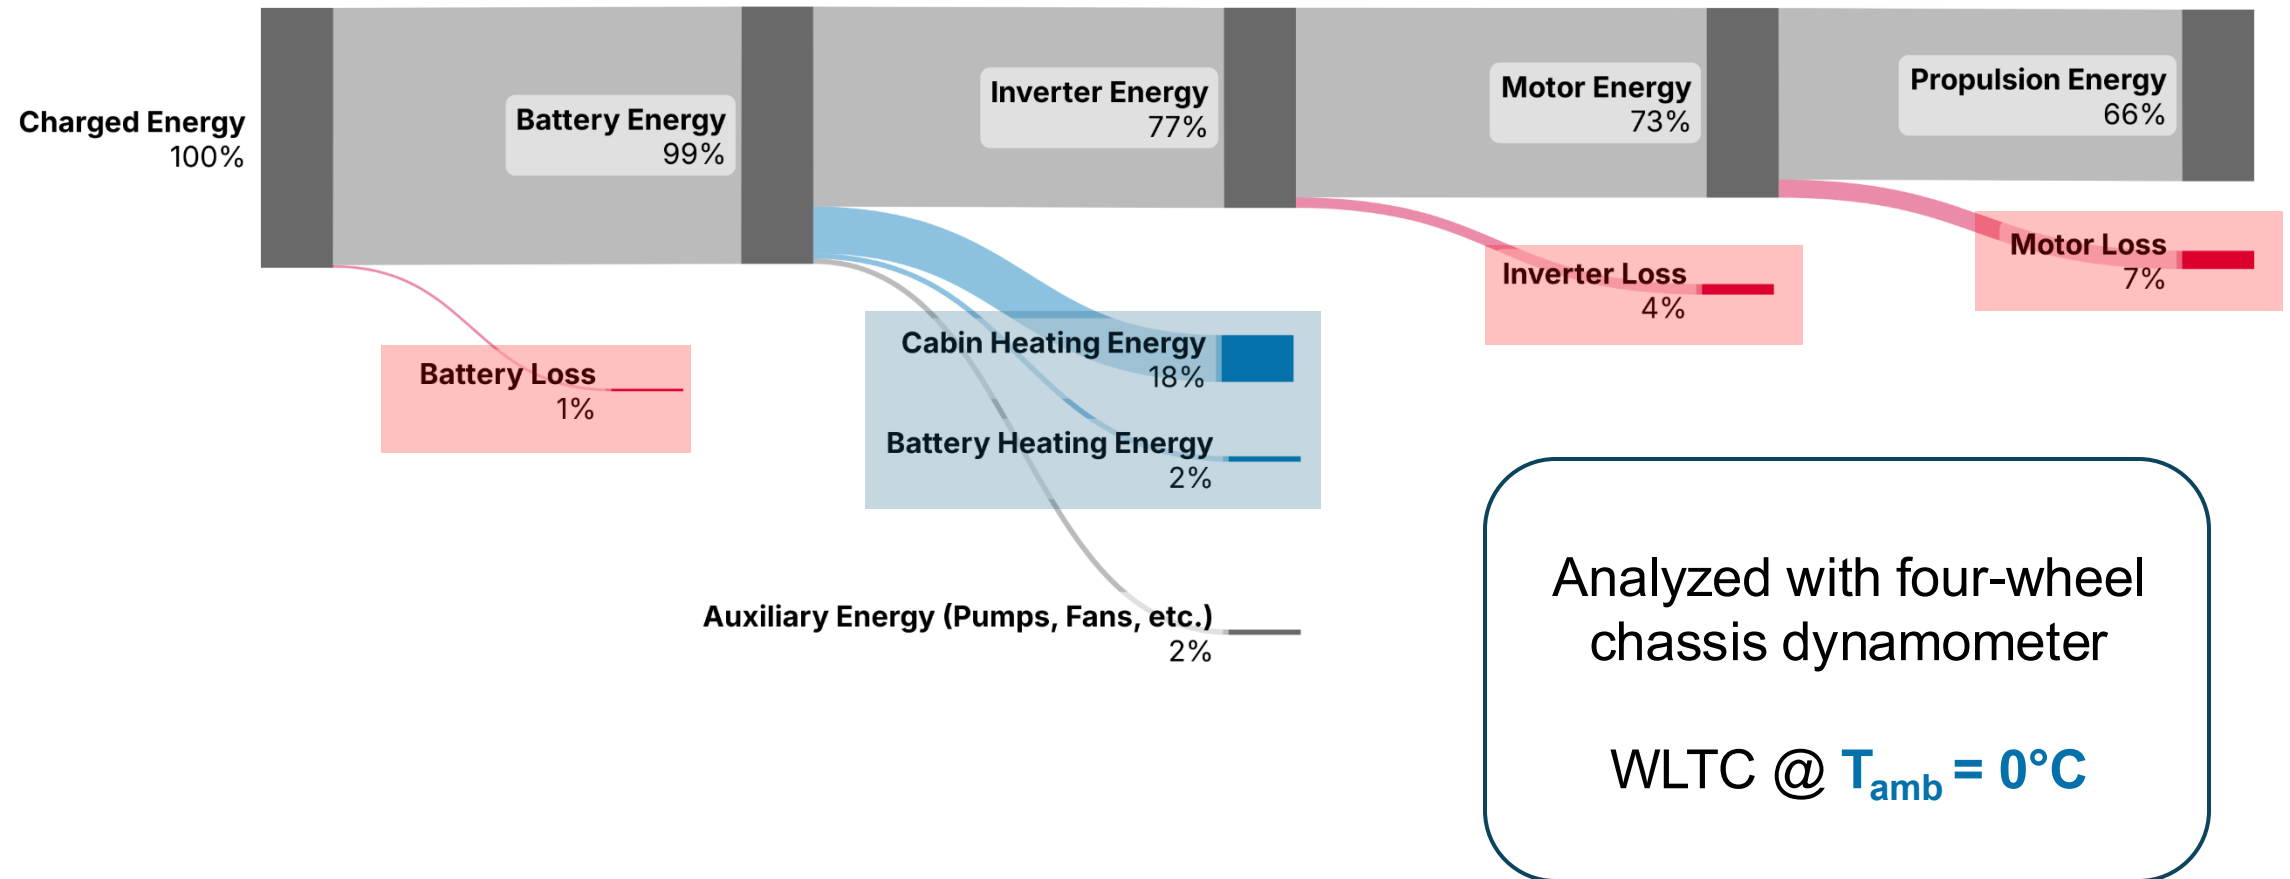 Charged Energy
100%
Battery Energy
99%
Inverter Energy
77%
Motor Energy
73%
Propulsion Energy
66%
Battery Loss
1%
Cabin Heating Energy
18%
Battery Heating Energy
2%
Auxiliary Energy (Pumps, Fans, etc.)
2%
Inverter Loss
4%
Motor Loss
7%
Analyzed with four-wheel
chassis dynamometer
WLTC @ Tamb = 0°C